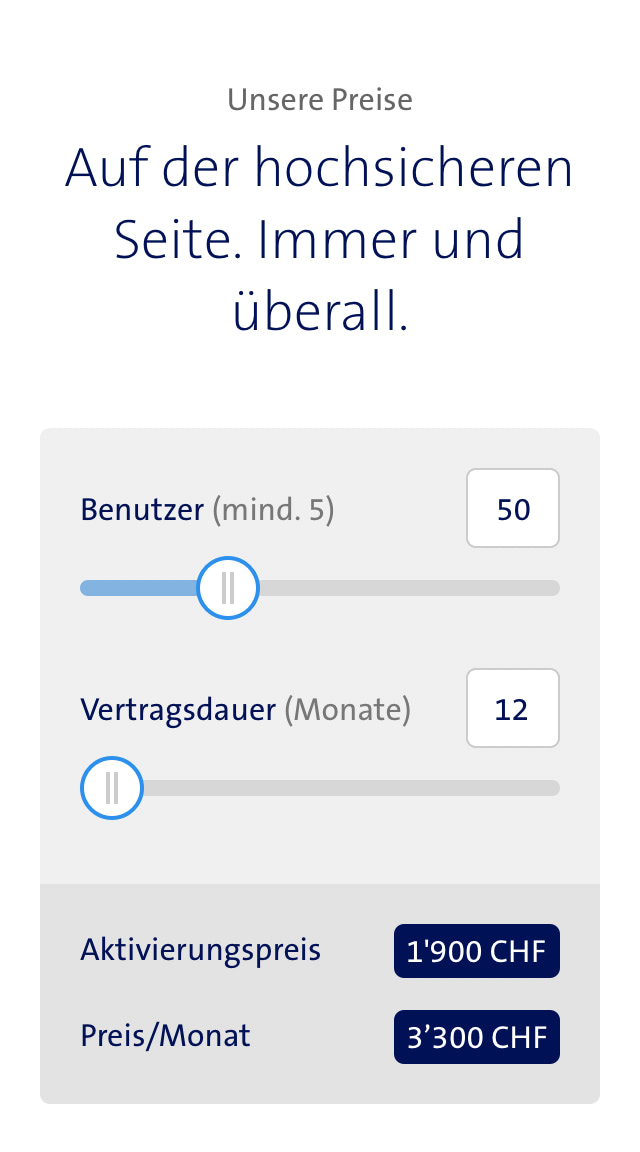 Unsere Preise
Auf der hochsicheren
Seite. Immer und
überall.
Benutzer (mind. 5) 50
Vertragsdauer (Monate) 12
Aktivierungspreis 1'900 CHF
Preis/Monat 3’300 CHF